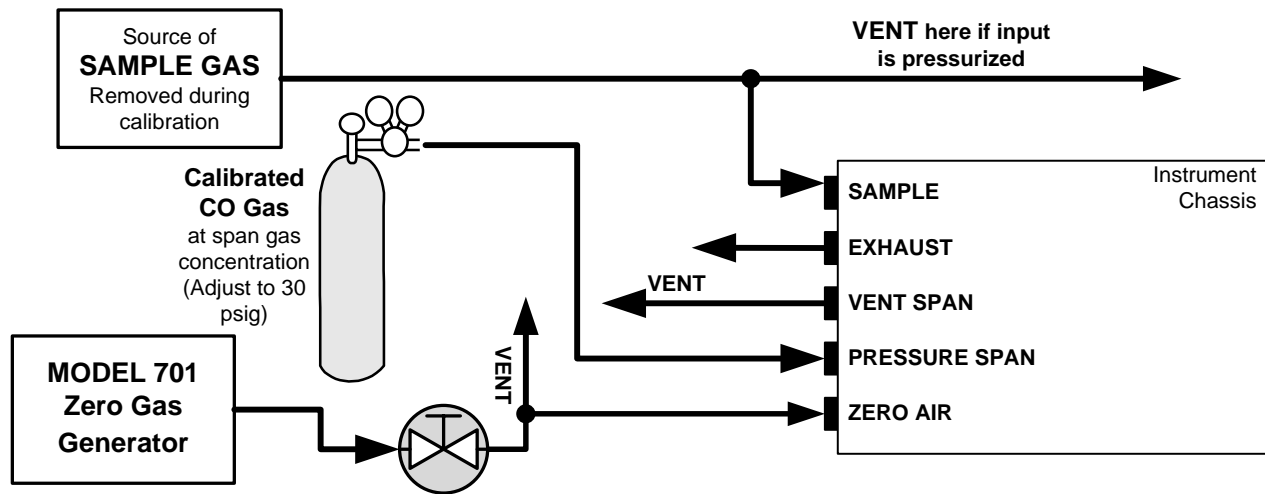 Source of
SAMPLE GAS
Removed during
calibration
VENT here if input
is pressurized
Calibrated
CO Gas
at span gas
concentration
(Adjust to 30
psig)
MODEL 701
Zero Gas
Generator
VENT
VENT
Instrument
Chassis
SAMPLE
EXHAUST
VENT SPAN
PRESSURE SPAN
ZERO AIR